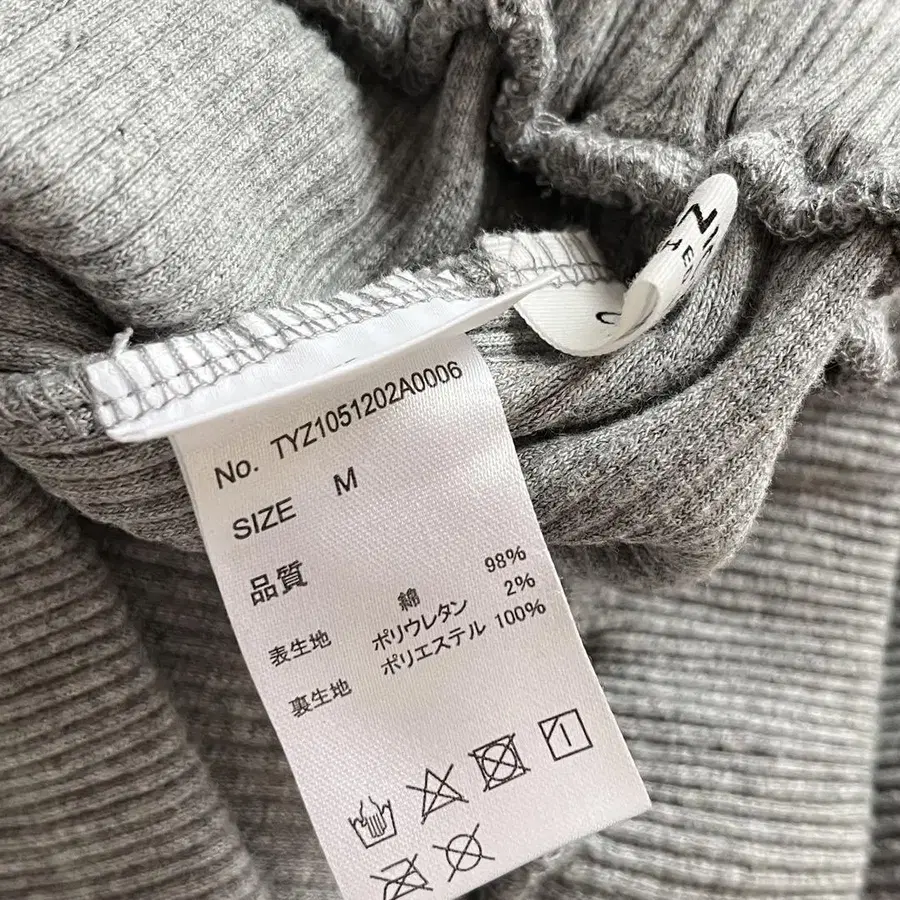 No. TYZ1051202A0006
SIZE M
品質
表生地 綿 98%
ポリウレタン 2%
裏生地 ポリエステル 100%